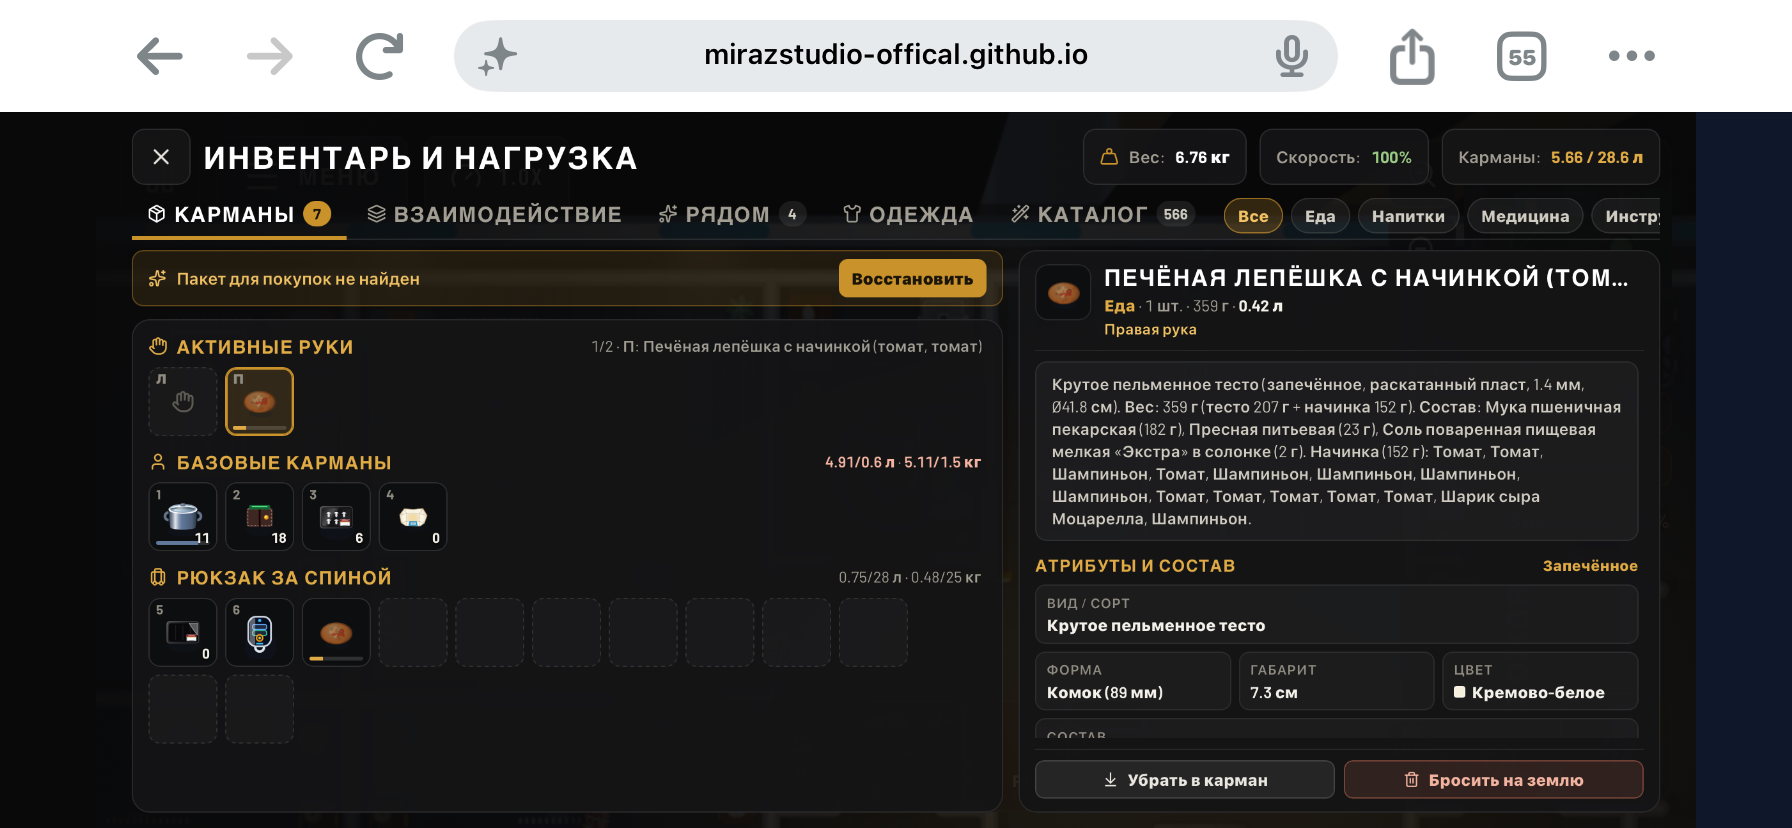 mirazstudio-offical.github.io
55
ИНВЕНТАРЬ И НАГРУЗКА
Вес: 6.76 кг
Скорость: 100%
Карманы: 5.66 / 28.6 л
МЕНЮ
1.0X
КАРМАНЫ 7
ВЗАИМОДЕЙСТВИЕ
РЯДОМ 4
ОДЕЖДА
КАТАЛОГ 566
Все
Еда
Напитки
Медицина
Инстру
Пакет для покупок не найден
Восстановить
АКТИВНЫЕ РУКИ
1/2 · П: Печёная лепёшка с начинкой (томат, томат)
Л
П
БАЗОВЫЕ КАРМАНЫ
4.91/0.6 л · 5.11/1.5 кг
1
11
2
18
3
6
4
0
РЮКЗАК ЗА СПИНОЙ
0.75/28 л · 0.48/25 кг
5
0
6
ПЕЧЁНАЯ ЛЕПЁШКА С НАЧИНКОЙ (ТОМ...
Еда · 1 шт. · 359 г · 0.42 л
Правая рука
Крутое пельменное тесто (запечённое, раскатанный пласт, 1.4 мм,
Ø41.8 см). Вес: 359 г (тесто 207 г + начинка 152 г). Состав: Мука пшеничная
пекарская (182 г), Пресная питьевая (23 г), Соль поваренная пищевая
мелкая «Экстра» в солонке (2 г). Начинка (152 г): Томат, Томат,
Шампиньон, Томат, Шампиньон, Шампиньон, Шампиньон,
Шампиньон, Томат, Томат, Томат, Томат, Томат, Шарик сыра
Моцарелла, Шампиньон.
АТРИБУТЫ И СОСТАВ
Запечённое
ВИД / СОРТ
Крутое пельменное тесто
ФОРМА
Комок (89 мм)
ГАБАРИТ
7.3 см
ЦВЕТ
Кремово-белое
СОСТАВ
Убрать в карман
Бросить на землю